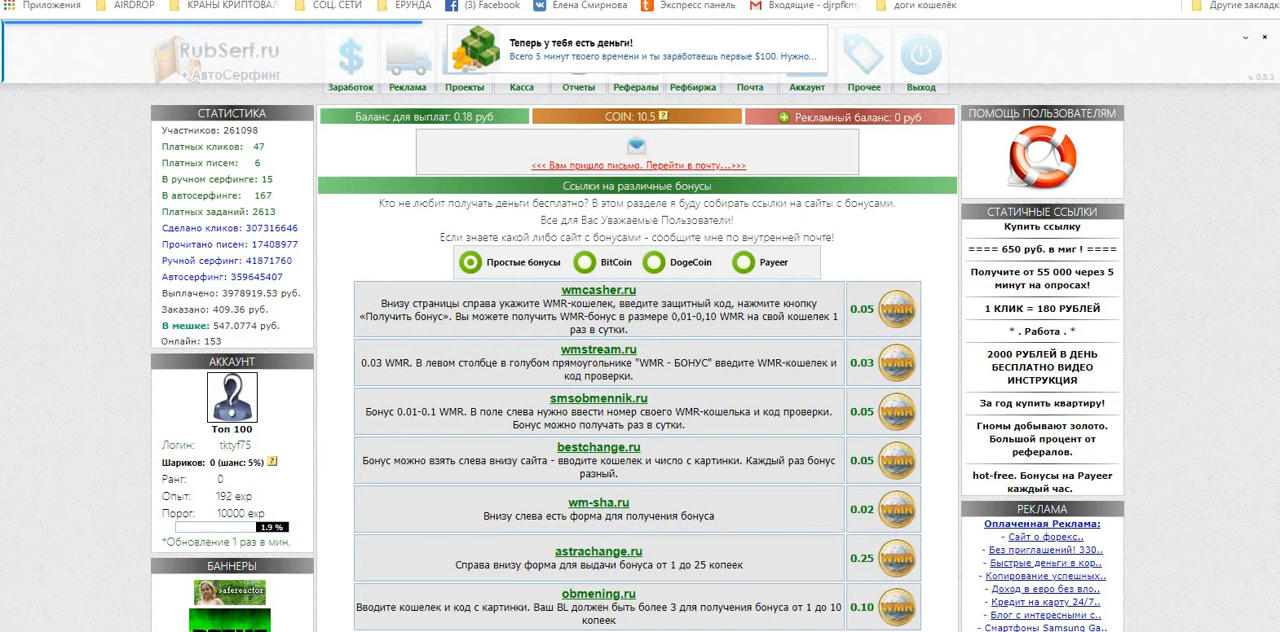 Приложения AIRDROP КРАНЫ КРИПТОВА СОЦ. СЕТИ ЕРУНДА (3) Facebook Елена Смирнова Экспресс панель Входящие - djrpfkmy доги кошелёк Другие закладк
RubSerf.ru
+АвтоСерфинг
Теперь у тебя есть деньги!
Всего 5 минут твоего времени и ты заработаешь первые $100. Нужно...
v. 0.5.3
Заработок Реклама Проекты Касса Отчеты Рефералы Рефбиржа Почта Аккаунт Прочее Выход
СТАТИСТИКА
Участников: 261098
Платных кликов: 47
Платных писем: 6
В ручном серфинге: 15
В автосерфинге: 167
Платных заданий: 2613
Сделано кликов: 307316646
Прочитано писем: 17408977
Ручной серфинг: 41871760
Автосерфинг: 359645407
Выплачено: 3978919.53 руб.
Заказано: 409.36 руб.
В мешке: 547.0774 руб.
Онлайн: 153
АККАУНТ
Топ 100
Логин: tktyf75
Шариков: 0 (шанс: 5%) ?
Ранг: 0
Опыт: 192 exp
Порог: 10000 exp
1.9 %
*Обновление 1 раз в мин.
БАННЕРЫ
safereactor
Баланс для выплат: 0.18 руб
COIN: 10.5 ?
Рекламный баланс: 0 руб
<<< Вам пришло письмо. Перейти в почту...>>>
Ссылки на различные бонусы
Кто не любит получать деньги бесплатно? В этом разделе я буду собирать ссылки на сайты с бонусами.
Все для Вас Уважаемые Пользователи!
Если знаете какой либо сайт с бонусами - сообщите мне по внутренней почте!
Простые бонусы BitCoin DogeCoin Payeer
wmcasher.ru
Внизу страницы справа укажите WMR-кошелек, введите защитный код, нажмите кнопку
«Получить бонус». Вы можете получить WMR-бонус в размере 0,01-0,10 WMR на свой кошелек 1
раз в сутки.
0.05 WMR
wmstream.ru
0.03 WMR. В левом столбце в голубом прямоугольнике "WMR - БОНУС" введите WMR-кошелек и
код проверки.
0.03 WMR
smsobmennik.ru
Бонус 0.01-0.1 WMR. В поле слева нужно ввести номер своего WMR-кошелька и код проверки.
Бонус можно получать раз в сутки.
0.05 WMR
bestchange.ru
Бонус можно взять слева внизу сайта - вводите кошелек и число с картинки. Каждый раз бонус
разный.
0.05 WMR
wm-sha.ru
Внизу слева есть форма для получения бонуса
0.02 WMR
astrachange.ru
Справа внизу форма для выдачи бонуса от 1 до 25 копеек
0.25 WMR
obmening.ru
Вводите кошелек и код с картинки. Ваш BL должен быть более 3 для получения бонуса от 1 до 10
копеек
0.10 WMR
ПОМОЩЬ ПОЛЬЗОВАТЕЛЯМ
СТАТИЧНЫЕ ССЫЛКИ
Купить ссылку
==== 650 руб. в миг ! ====
Получите от 55 000 через 5
минут на опросах!
1 КЛИК = 180 РУБЛЕЙ
* . Работа . *
2000 РУБЛЕЙ В ДЕНЬ
БЕСПЛАТНО ВИДЕО
ИНСТРУКЦИЯ
За год купить квартиру!
Гномы добывают золото.
Большой процент от
рефералов.
hot-free. Бонусы на Payeer
каждый час.
РЕКЛАМА
Оплаченная Реклама:
- Сайт о форекс..
- Без приглашений! 330..
- Быстрые деньги в кор..
- Копирование успешных..
- Доход в евро без вло..
- Кредит на карту 24/7..
- Блог с интересными с..
- Смартфоны Samsung Ga..